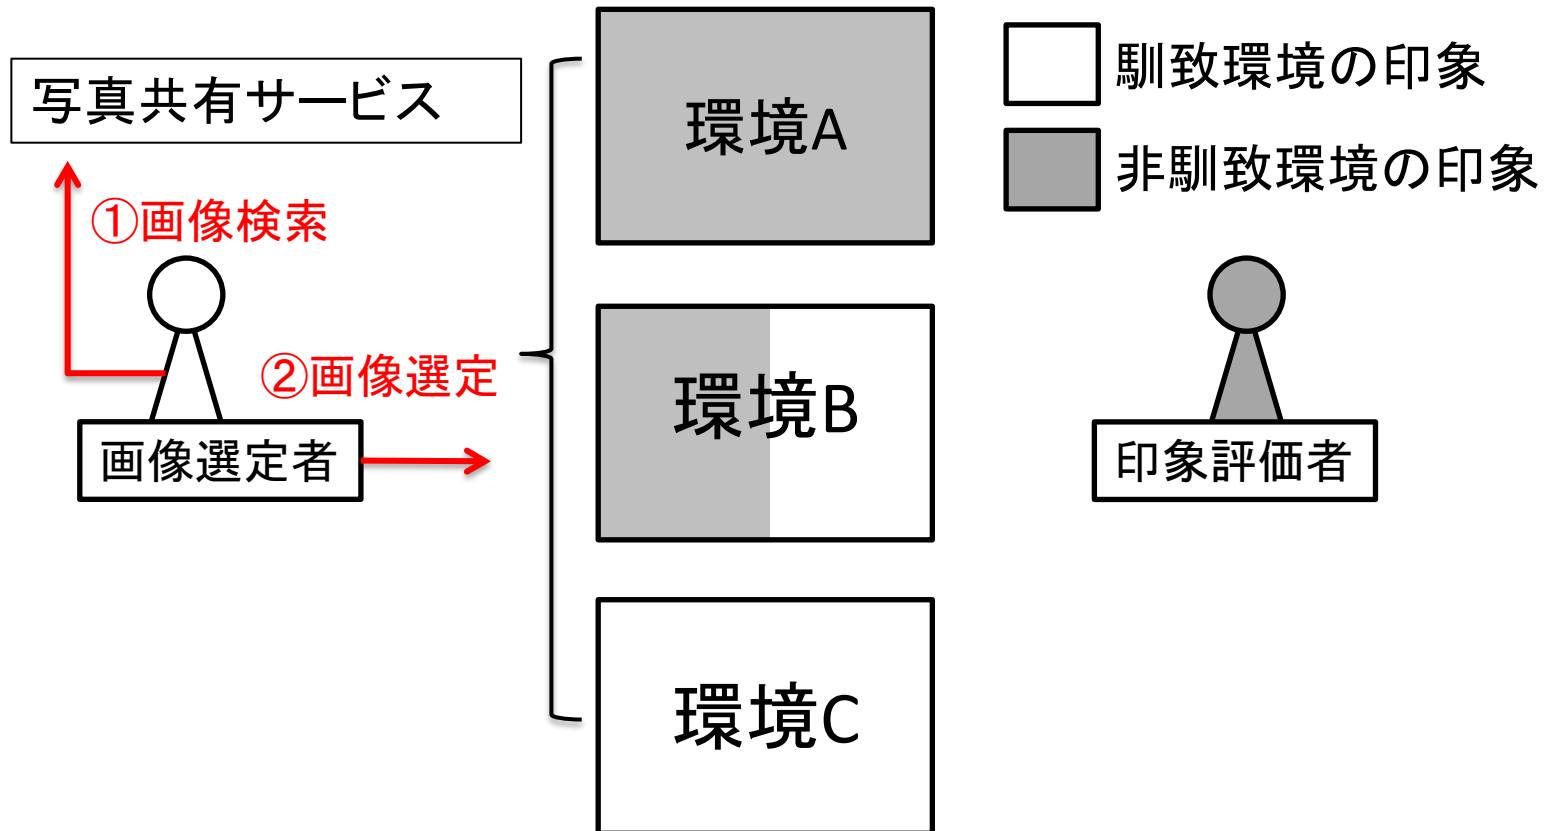 写真共有サービス
①画像検索
②画像選定
画像選定者
環境A
環境B
環境C
馴致環境の印象
非馴致環境の印象
印象評価者